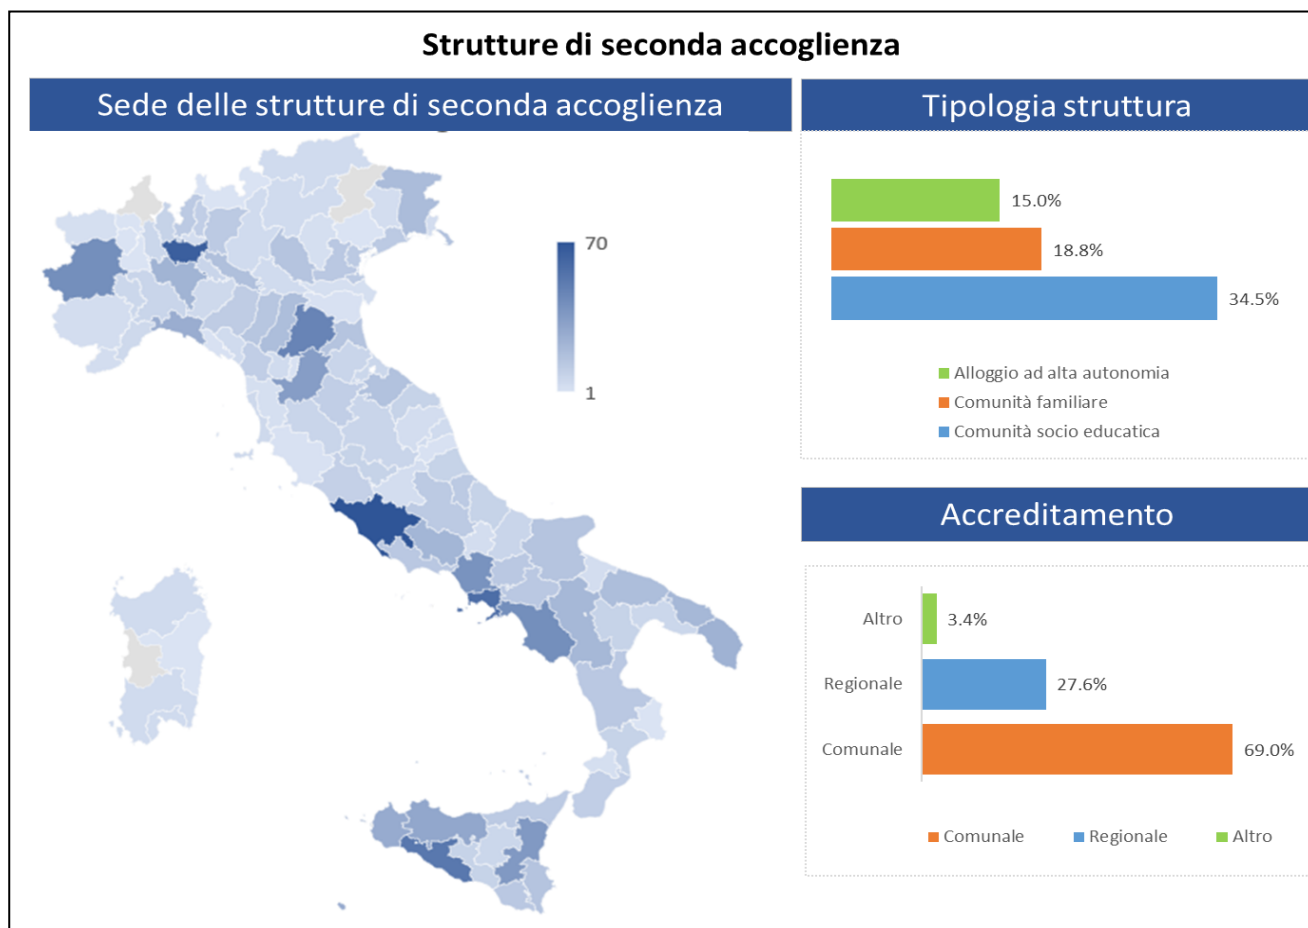 Strutture di seconda accoglienza
Sede delle strutture di seconda accoglienza
70
1
Tipologia struttura
15.0%
18.8%
34.5%
Alloggio ad alta autonomia
Comunità familiare
Comunità socio educatica
Accreditamento
Altro
3.4%
Regionale
27.6%
Comunale
69.0%
Comunale Regionale Altro